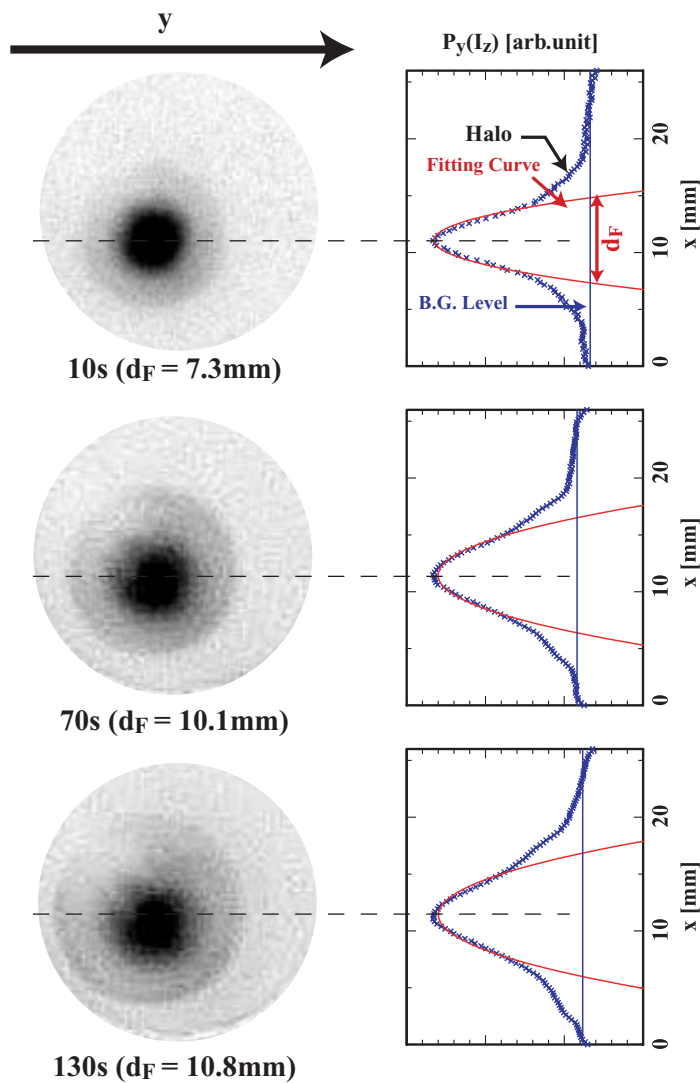 y
P_y(I_z) [arb.unit]
Halo
Fitting Curve
d_F
B.G. Level
0
10
20
x [mm]
10s (d_F = 7.3mm)
0
10
20
x [mm]
70s (d_F = 10.1mm)
0
10
20
x [mm]
130s (d_F = 10.8mm)